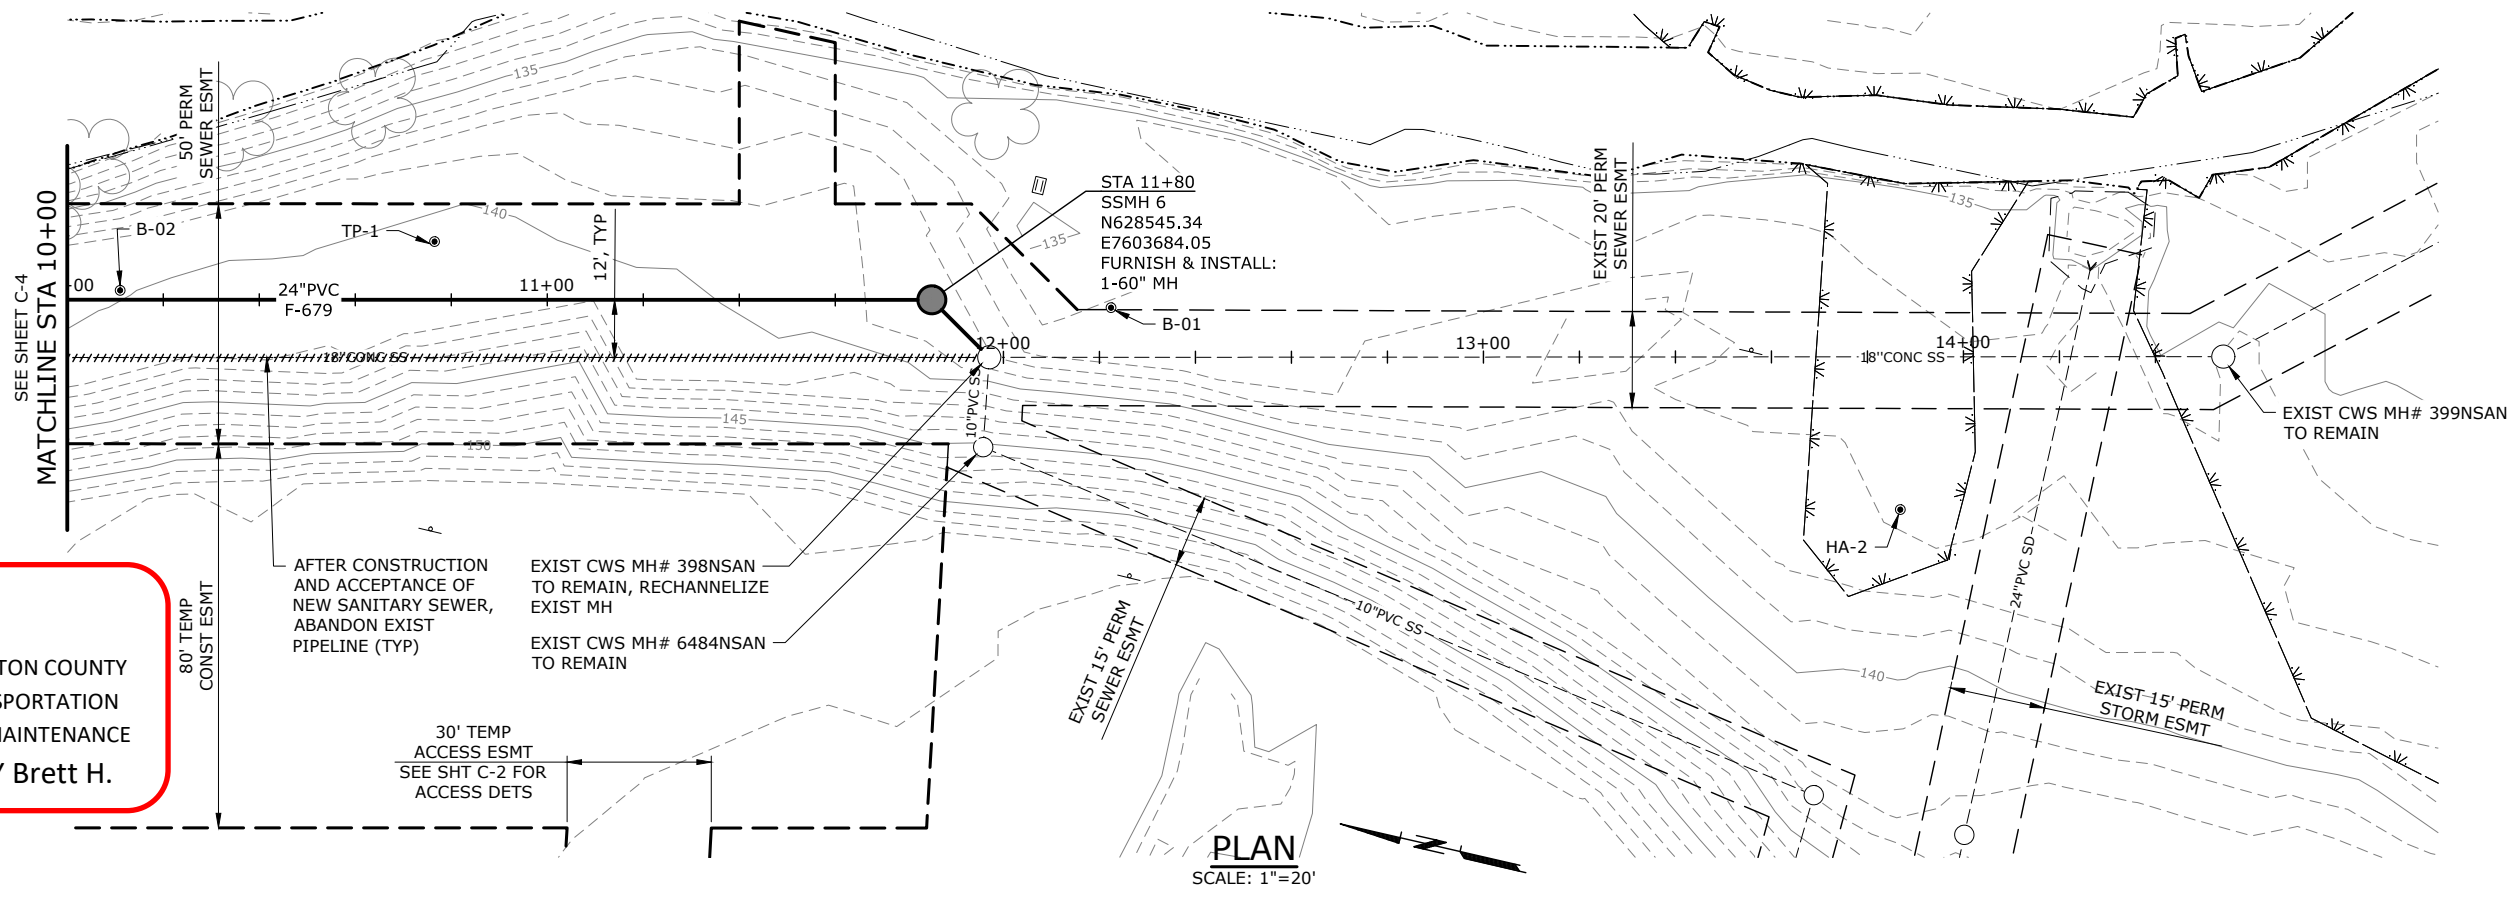 135
50' PERM
SEWER ESMT
SEE SHEET C-4
MATCHLINE STA 10+00
B-02
TP-1
140
12', TYP
135
STA 11+80
SSMH 6
N628545.34
E7603684.05
FURNISH & INSTALL:
1-60" MH
B-01
EXIST 20' PERM
SEWER ESMT
135
00
24"PVC
F-679
11+00
18"CONC SS
12+00
13+00
14+00
18"CONC SS
10"PVC SS
145
150
EXIST CWS MH# 399NSAN
TO REMAIN
P
P
P
AFTER CONSTRUCTION
AND ACCEPTANCE OF
NEW SANITARY SEWER,
ABANDON EXIST
PIPELINE (TYP)
EXIST CWS MH# 398NSAN
TO REMAIN, RECHANNELIZE
EXIST MH
EXIST CWS MH# 6484NSAN
TO REMAIN
HA-2
24"PVC SD
10"PVC SS
EXIST 15' PERM
SEWER ESMT
80' TEMP
CONST ESMT
TON COUNTY
SPORTATION
MAINTENANCE
Y Brett H.
30' TEMP
ACCESS ESMT
SEE SHT C-2 FOR
ACCESS DETS
140
EXIST 15' PERM
STORM ESMT
N
PLAN
SCALE: 1"=20'